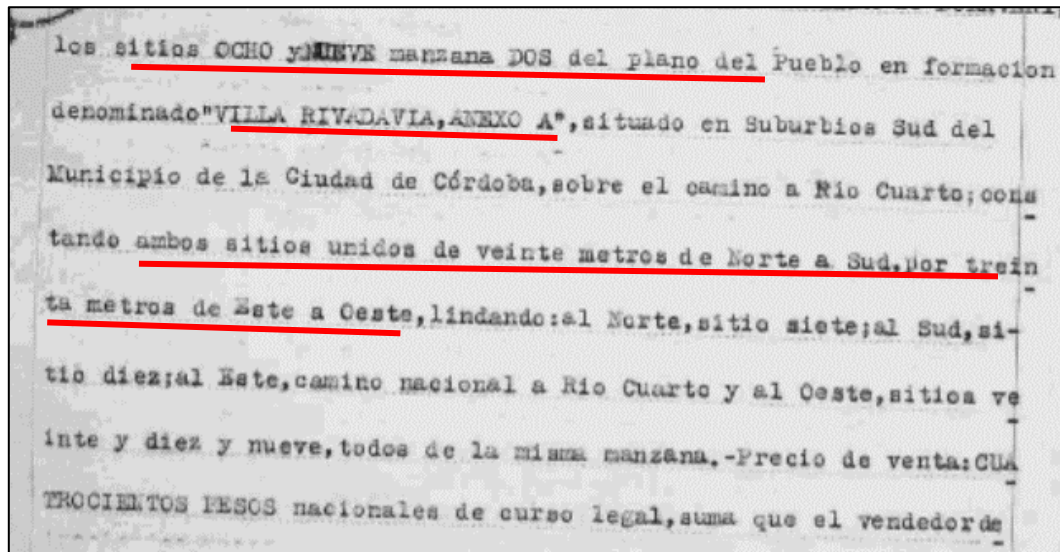 los sitios OCHO y NUEVE manzana DOS del plano del Pueblo en formacion
denominado"VILLA RIVADAVIA,ANEXO A",situado en Suburbios Sud del
Municipio de la Ciudad de Córdoba,sobre el camino a Rio Cuarto;cons
tando ambos sitios unidos de veinte metros de Norte a Sud,por trein
ta metros de Este a Oeste,lindando:al Norte,sitio siete;al Sud,si-
tio diez;al Este,camino nacional a Rio Cuarto y al Oeste,sitios ve
inte y diez y nueve,todos de la misma manzana.-Precio de venta:CUA
TROCIENTOS PESOS nacionales de curso legal,suma que el vendedorde